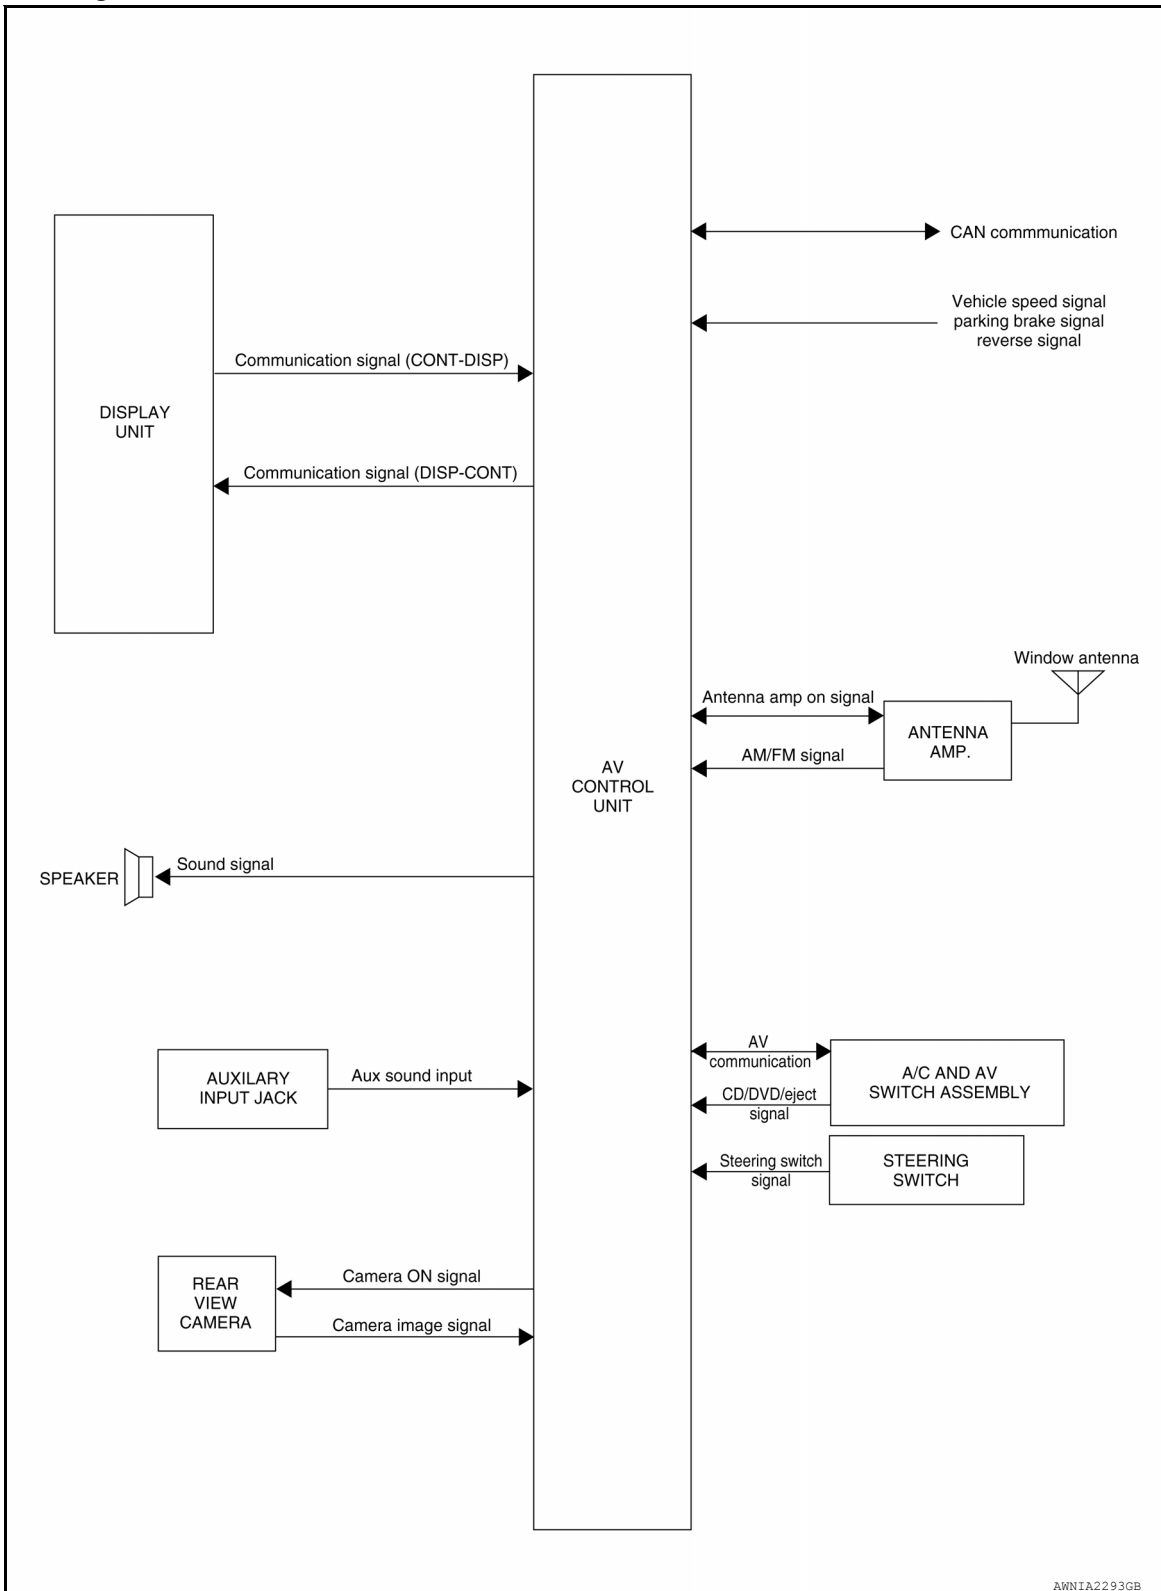 CAN commmunication
Vehicle speed signal
parking brake signal
reverse signal
Communication signal (CONT-DISP)
DISPLAY
UNIT
Communication signal (DISP-CONT)
Window antenna
Antenna amp on signal
ANTENNA
AMP.
AM/FM signal
AV
CONTROL
UNIT
Sound signal
SPEAKER
AV
communication
A/C AND AV
SWITCH ASSEMBLY
CD/DVD/eject
signal
AUXILARY
INPUT JACK
Aux sound input
Steering switch
signal
STEERING
SWITCH
Camera ON signal
REAR
VIEW
CAMERA
Camera image signal
AWNIA2293GB